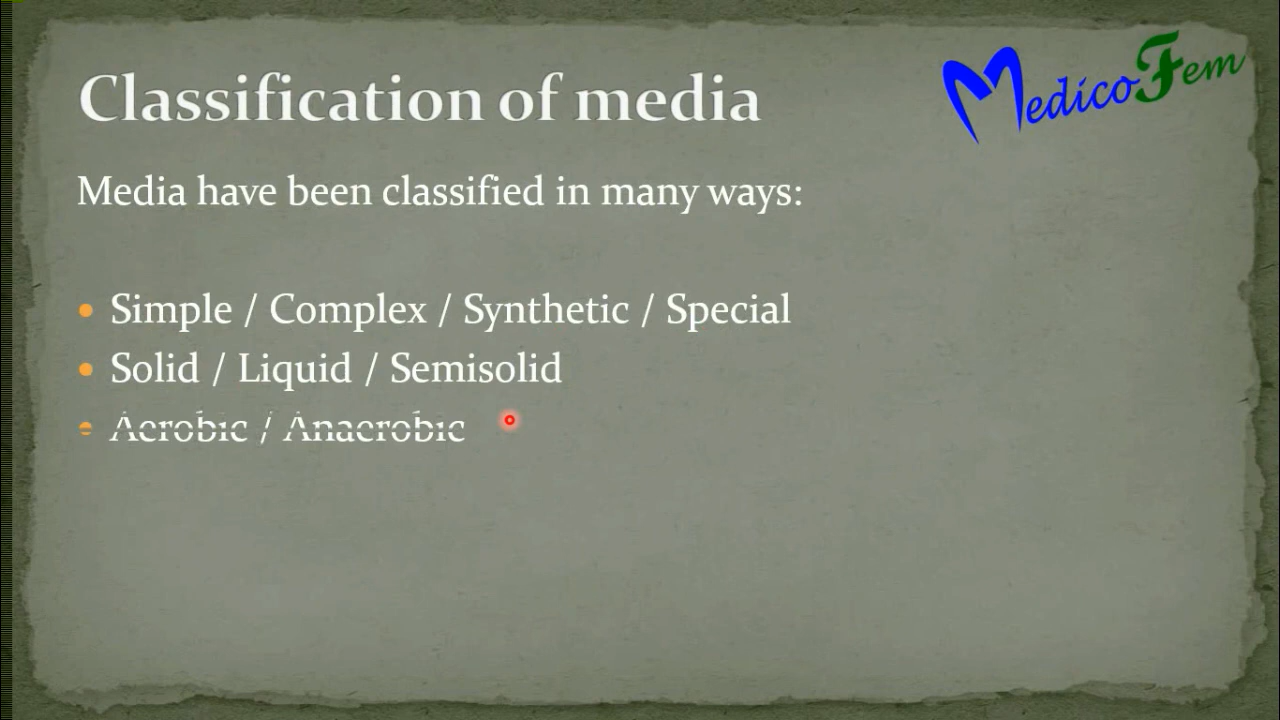 Classification of media
MedicoFem
Media have been classified in many ways:
Simple / Complex / Synthetic / Special
Solid / Liquid / Semisolid
Aerobic / Anaerobic